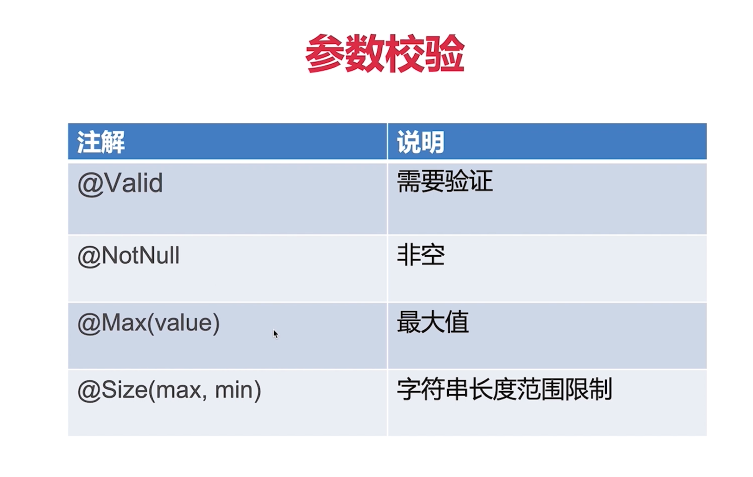 参数校验
注解 说明
@Valid 需要验证
@NotNull 非空
@Max(value) 最大值
@Size(max, min) 字符串长度范围限制